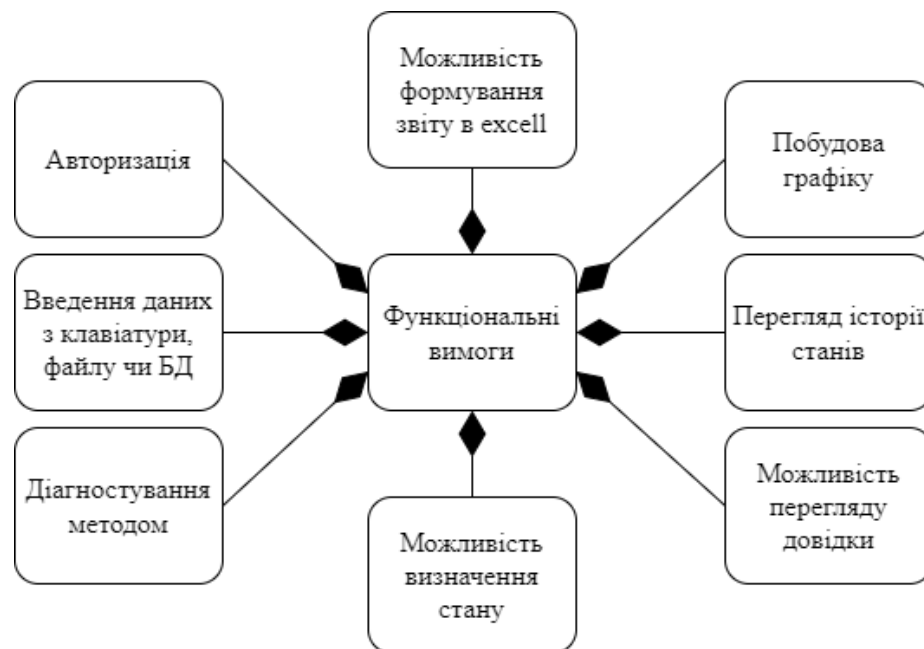 Можливість
формування
звіту в excell
Авторизація
Побудова
графіку
Введення даних
з клавіатури,
файлу чи БД
Функціональні
вимоги
Перегляд історії
станів
Діагностування
методом
Можливість
визначення
стану
Можливість
перегляду
довідки